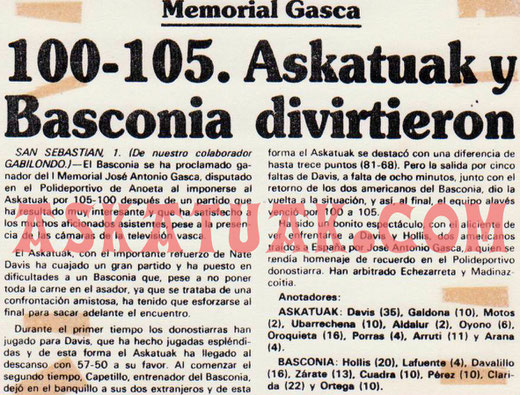 Memorial Gasca
100-105. Askatuak y
Basconia divirtieron
SAN SEBASTIAN, 1. (De nuestro colaborador
GABILONDO.)—El Basconia se ha proclamado ga-
nador del I Memorial José Antonio Gasca, disputado
en el Polideportivo de Anoeta al imponerse al
Askatuak, por 105-100 después de un partido que
ha resultado y que ha satisfecho a
los muchos aficionados asistentes, pese a la pre
cia de las cámaras de la televisión vasca.
El Askatuak, con el importante refuerzo de Nate
Davis ha cuajado un gran partido y ha puesto en
dificultades a un Basconia que, pese a no poner
toda la carne en el asador, ya que se trataba de una
confrontación amistosa, ha tenido que esforzarse al
final para sacar adelante el encuentro.
Durante el primer tiempo los donostiarras han
jugado para Davis, que ha hecho jugadas espléndi-
das y de esta forma el Askatuak ha llegado al
descanso con 57-50 a su favor. Al comenzar el
segundo tiempo, Capetillo, entrenador del Basconia,
dejó en el banquillo a sus dos extranjeros y de esta
forma el Askatuak se destacó con una diferencia de
hasta trece puntos (81-68). Pero la salida por cinco
faltas de Davis, a falta de ocho minutos, junto con el
retorno de los dos americanos del Basconia, dio la
vuelta a la situación, y así, al final, el equipo alavés
venció por 100 a 105.
Ha sido un bonito espectáculo, con el aliciente de
ver enfrentarse a Davis y Hollis, dos americanos
a España José Antonio Gasca, a quien se
rendía homenaje de recuerdo en el Polideportivo
donostiarra. Han arbitrado Echezarreta y Madinaz-
coitia.
Anotadores:
ASKATUAK: Davis (35), Galdona (10), Motos
(2), Ubarrechena (10), Aldalur (2), Oyono (6),
Oroquieta (16), Porras (4), Arruti (11) y Arana
(4).
BASCONIA: Hollis (20), Lafuente (4), Davalillo
(16), Zárate (13), Cuadra (10), Pérez (10), Clari-
da (22) y Ortega (10).
ASKATUZK.COM